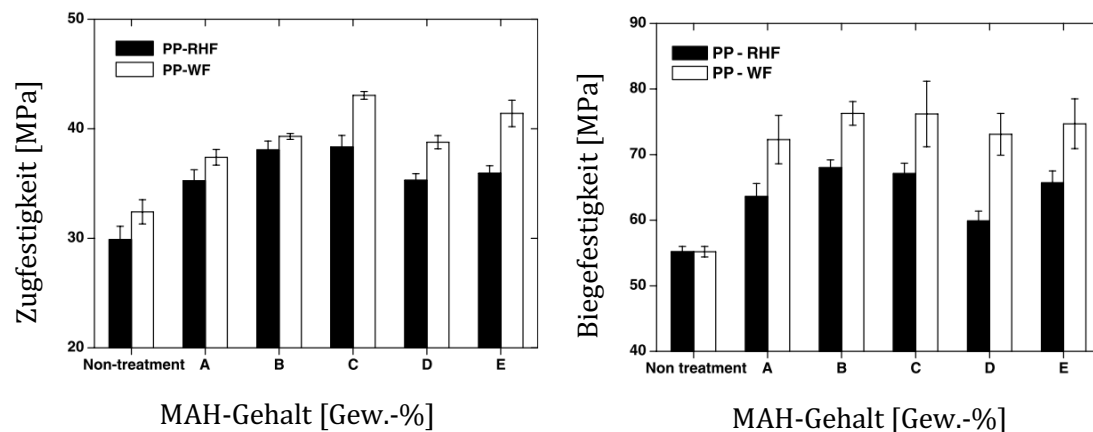 Zugfestigkeit [MPa]
50
40
30
20
PP-RHF
PP-WF
Non-treatment A B C D E
MAH-Gehalt [Gew.-%]
Biegefestigkeit [MPa]
90
80
70
60
50
40
PP - RHF
PP - WF
Non treatment A B C D E
MAH-Gehalt [Gew.-%]